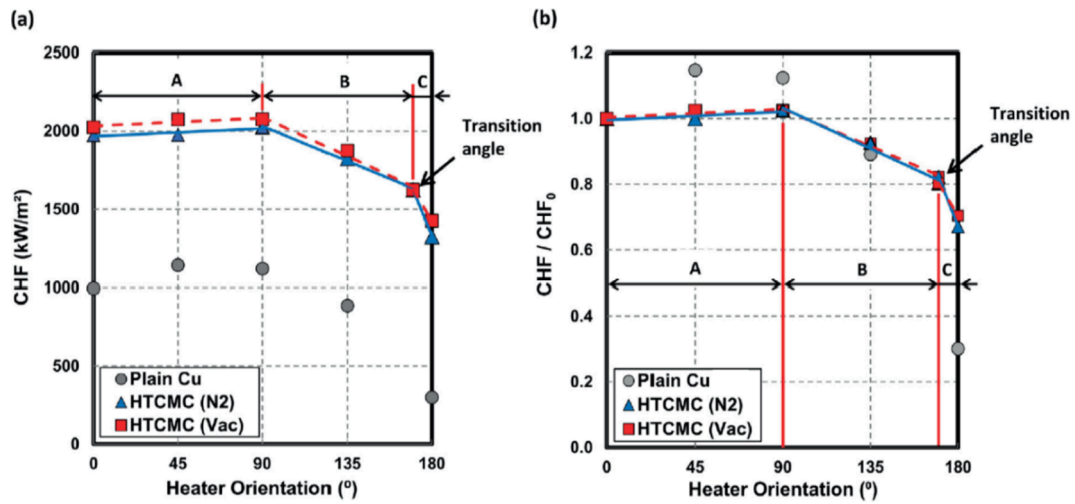 (a)
2500
2000
1500
1000
500
0
CHF (kW/m²)
A
B
C
Transition
angle
Plain Cu
HTCMC (N2)
HTCMC (Vac)
0
45
90
135
180
Heater Orientation (º)
(b)
1.2
1.0
0.8
0.6
0.4
0.2
0.0
CHF / CHF₀
Transition
angle
A
B
C
Plain Cu
HTCMC (N2)
HTCMC (Vac)
0
45
90
135
180
Heater Orientation (º)